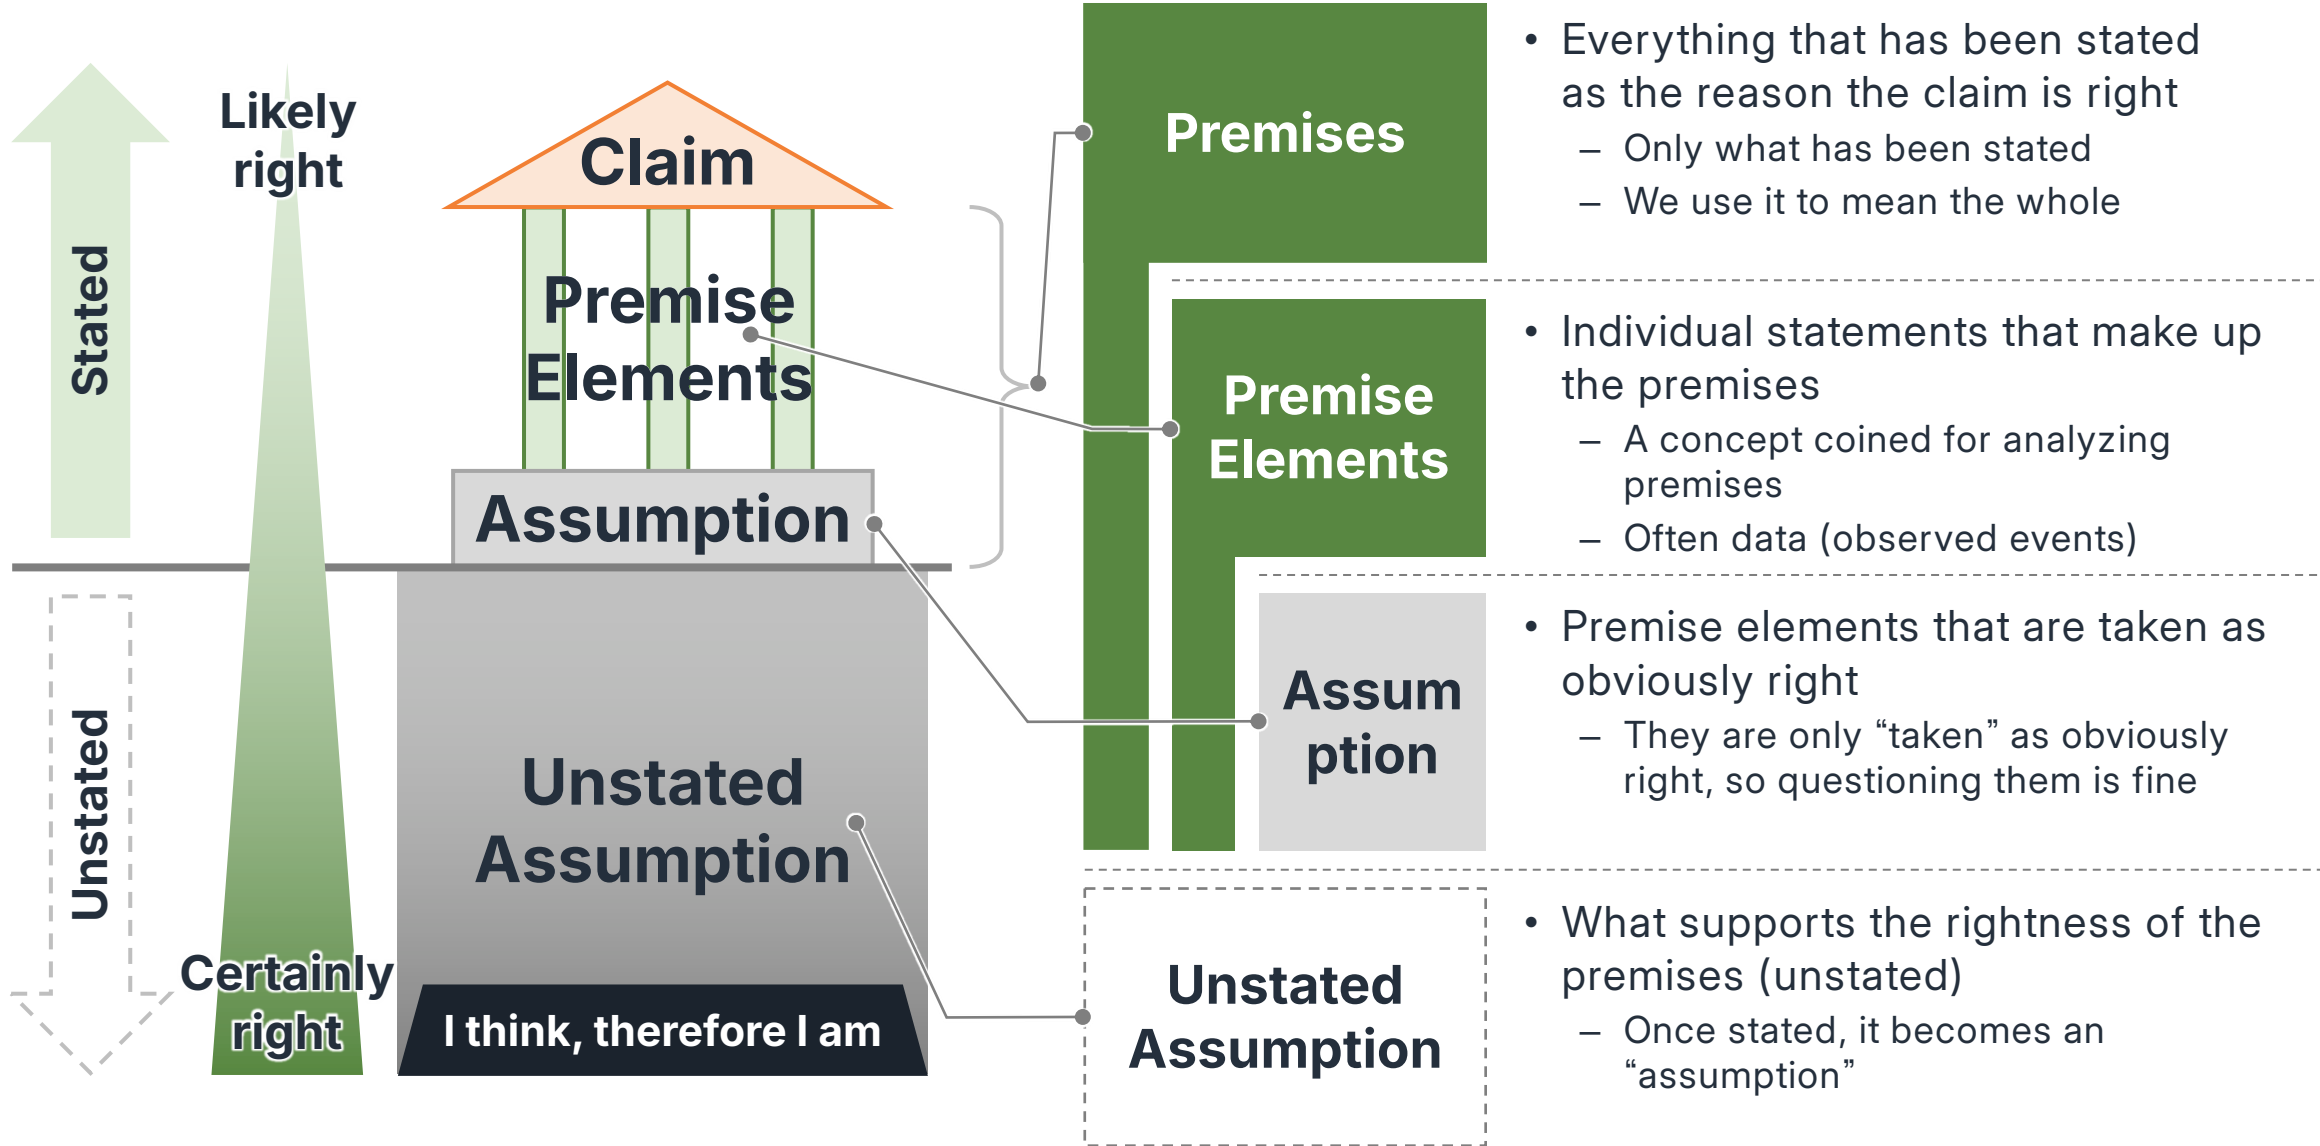 Stated
Unstated
Likely
right
Certainly
right
Claim
Premise
Elements
Assumption
Unstated
Assumption
I think, therefore I am
Premises
• Everything that has been stated
as the reason the claim is right
– Only what has been stated
– We use it to mean the whole
Premise
Elements
• Individual statements that make up
the premises
– A concept coined for analyzing
premises
– Often data (observed events)
Assum
ption
• Premise elements that are taken as
obviously right
– They are only “taken” as obviously
right, so questioning them is fine
Unstated
Assumption
• What supports the rightness of the
premises (unstated)
– Once stated, it becomes an
“assumption”